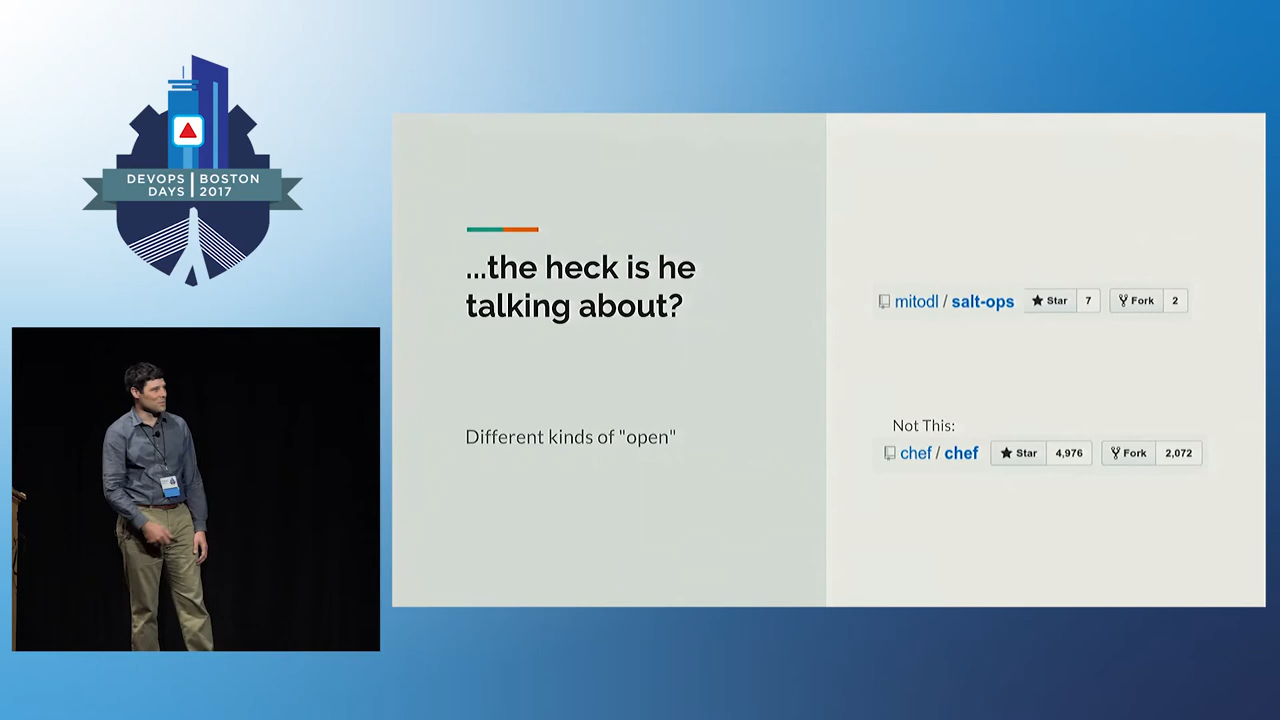 DEVOPS BOSTON
DAYS 2017
...the heck is he
talking about?
Different kinds of "open"
mitodl / salt-ops Star 7 Fork 2
Not This:
chef / chef Star 4,976 Fork 2,072